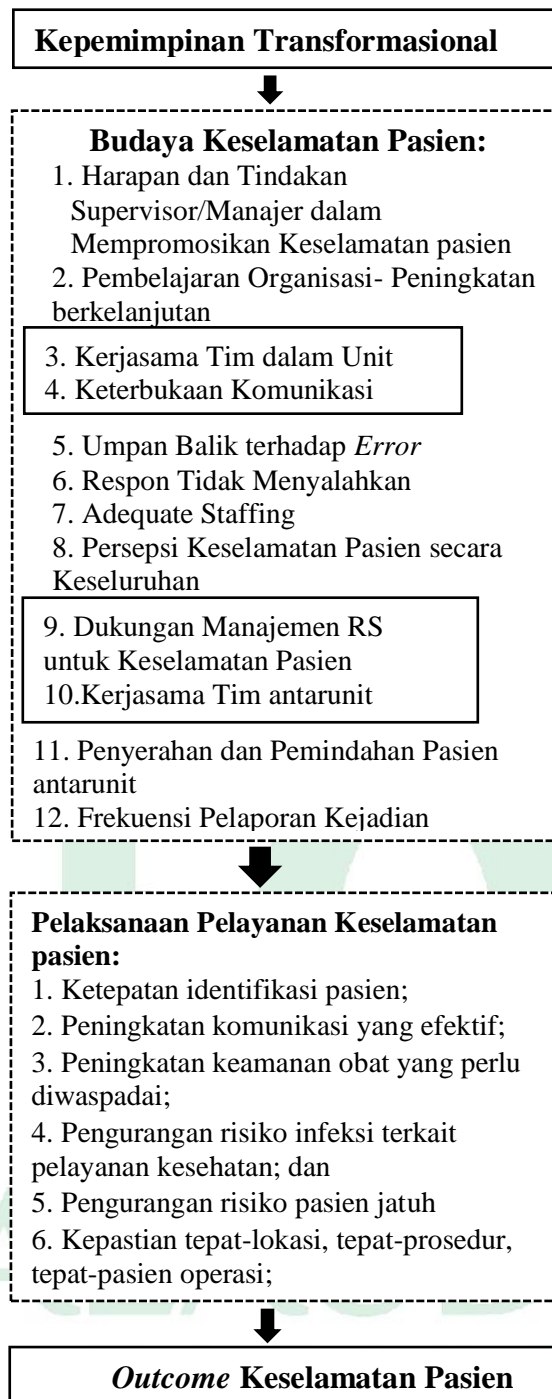 Kepemimpinan Transformasional
Budaya Keselamatan Pasien:
1. Harapan dan Tindakan
Supervisor/Manajer dalam
Mempromosikan Keselamatan pasien
2. Pembelajaran Organisasi- Peningkatan
berkelanjutan
3. Kerjasama Tim dalam Unit
4. Keterbukaan Komunikasi
5. Umpan Balik terhadap Error
6. Respon Tidak Menyalahkan
7. Adequate Staffing
8. Persepsi Keselamatan Pasien secara
Keseluruhan
9. Dukungan Manajemen RS
untuk Keselamatan Pasien
10.Kerjasama Tim antarunit
11. Penyerahan dan Pemindahan Pasien
antarunit
12. Frekuensi Pelaporan Kejadian
Pelaksanaan Pelayanan Keselamatan
pasien:
1. Ketepatan identifikasi pasien;
2. Peningkatan komunikasi yang efektif;
3. Peningkatan keamanan obat yang perlu
diwaspadai;
4. Pengurangan risiko infeksi terkait
pelayanan kesehatan; dan
5. Pengurangan risiko pasien jatuh
6. Kepastian tepat-lokasi, tepat-prosedur,
tepat-pasien operasi;
Outcome Keselamatan Pasien